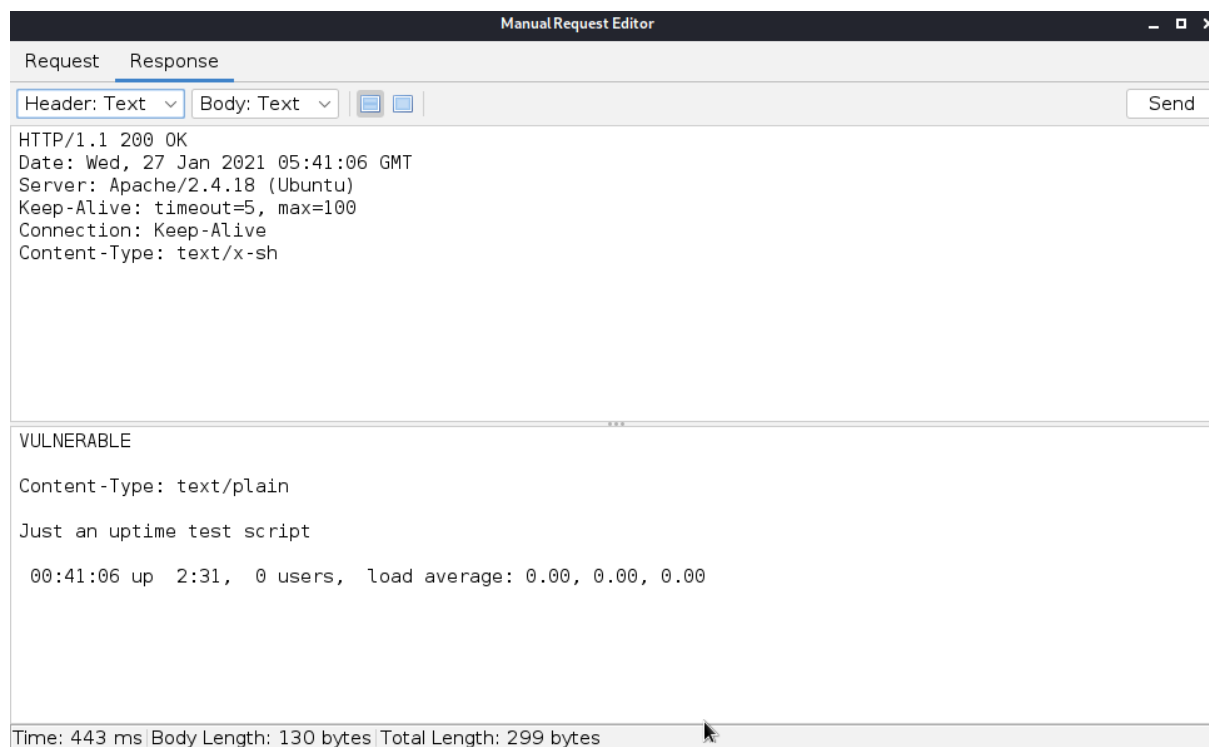 Manual Request Editor
Request Response
Header: Text Body: Text Send
HTTP/1.1 200 OK
Date: Wed, 27 Jan 2021 05:41:06 GMT
Server: Apache/2.4.18 (Ubuntu)
Keep-Alive: timeout=5, max=100
Connection: Keep-Alive
Content-Type: text/x-sh
VULNERABLE
Content-Type: text/plain
Just an uptime test script
00:41:06 up  2:31,  0 users,  load average: 0.00, 0.00, 0.00
Time: 443 ms Body Length: 130 bytes Total Length: 299 bytes